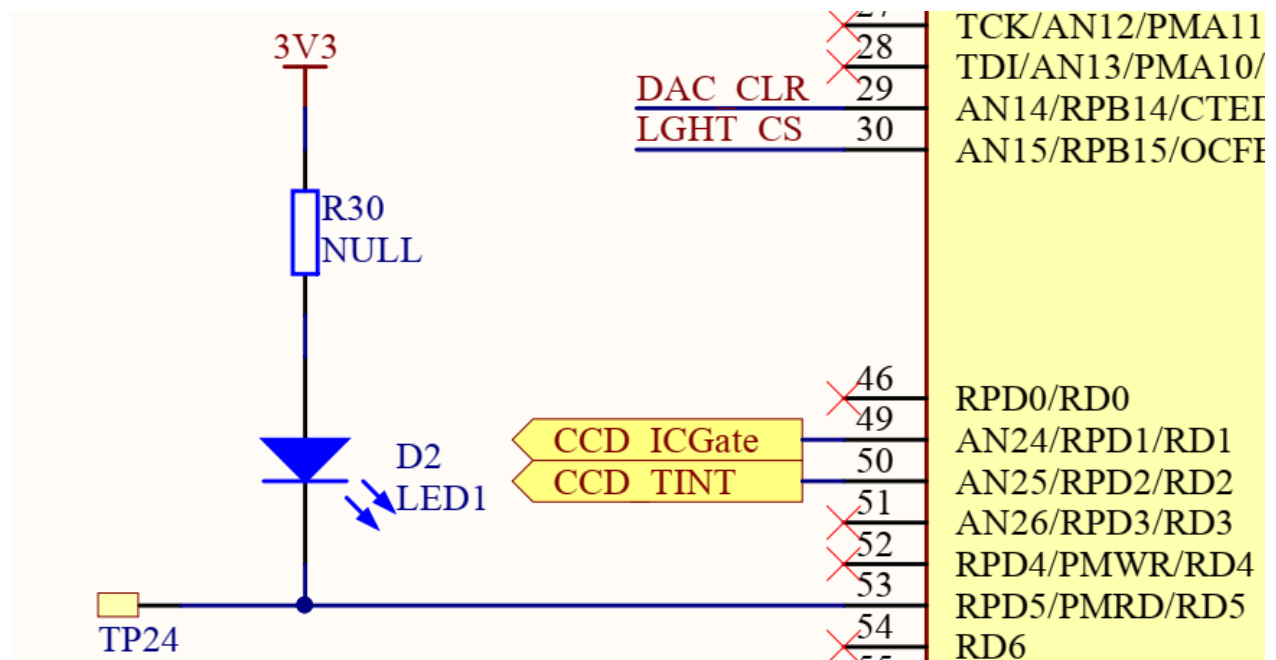 3V3
R30
NULL
D2
LED1
TP24
27 TCK/AN12/PMA11
28 TDI/AN13/PMA10/
DAC_CLR 29 AN14/RPB14/CTED
LGHT_CS 30 AN15/RPB15/OCFB
46 RPD0/RD0
CCD_ICGate 49 AN24/RPD1/RD1
CCD_TINT 50 AN25/RPD2/RD2
51 AN26/RPD3/RD3
52 RPD4/PMWR/RD4
53 RPD5/PMRD/RD5
54 RD6